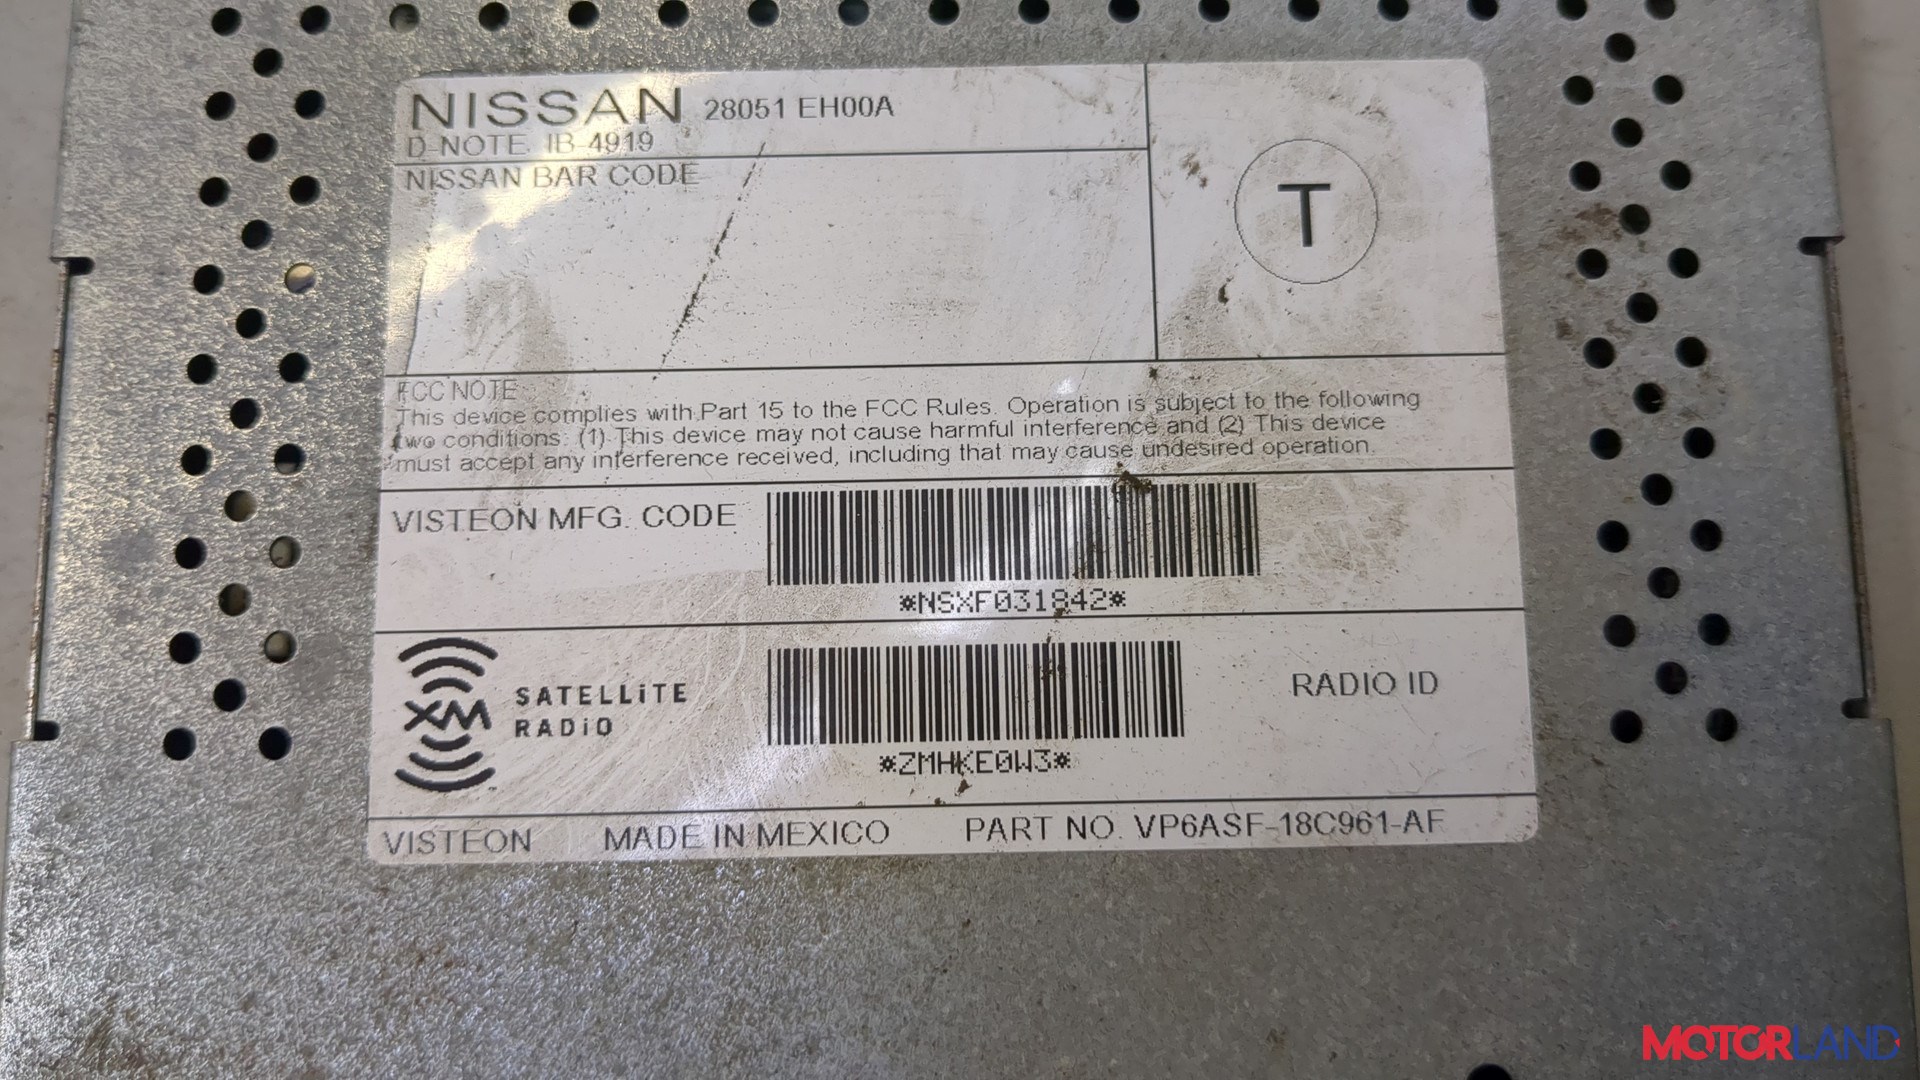 NISSAN 28051 EH00A
D-NOTE. IB-4919
T
NISSAN BAR CODE
FCC NOTE
This device complies with Part 15 to the FCC Rules. Operation is subject to the following
two conditions: (1) This device may not cause harmful interference and (2) This device
must accept any interference received, including that may cause undesired operation.
VISTEON MFG. CODE
*NSXF031842*
XM SATELLiTE
RADiO
RADIO ID
*ZMHKE0W3*
VISTEON MADE IN MEXICO PART NO. VP6ASF-18C961-AF
MOTORLAND